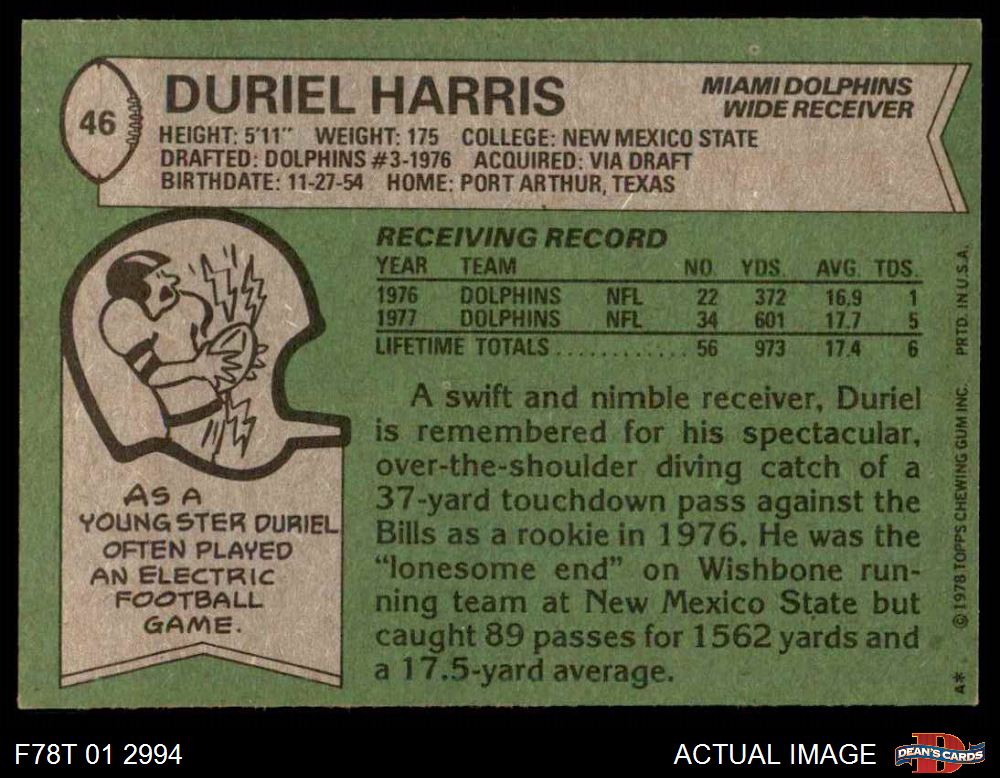 46
DURIEL HARRIS
MIAMI DOLPHINS
WIDE RECEIVER
HEIGHT: 5'11" WEIGHT: 175 COLLEGE: NEW MEXICO STATE
DRAFTED: DOLPHINS #3-1976 ACQUIRED: VIA DRAFT
BIRTHDATE: 11-27-54 HOME: PORT ARTHUR, TEXAS
RECEIVING RECORD
YEAR TEAM NO. YDS. AVG. TDS.
1976 DOLPHINS NFL 22 372 16.9 1
1977 DOLPHINS NFL 34 601 17.7 5
LIFETIME TOTALS ............ 56 973 17.4 6
A swift and nimble receiver, Duriel
is remembered for his spectacular,
over-the-shoulder diving catch of a
37-yard touchdown pass against the
Bills as a rookie in 1976. He was the
"lonesome end" on Wishbone run-
ning team at New Mexico State but
caught 89 passes for 1562 yards and
a 17.5-yard average.
AS A
YOUNGSTER DURIEL
OFTEN PLAYED
AN ELECTRIC
FOOTBALL
GAME.
A* ©1978 TOPPS CHEWING GUM INC. PRTD. IN U.S.A.
F78T 01 2994
ACTUAL IMAGE
DEAN'S CARDS